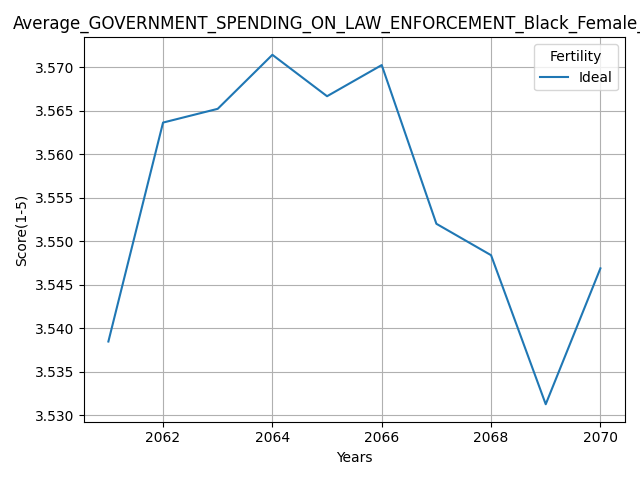 Average_GOVERNMENT_SPENDING_ON_LAW_ENFORCEMENT_Black_Female_
Fertility
Ideal
3.570
3.565
3.560
3.555
3.550
3.545
3.540
3.535
3.530
Score(1-5)
2062 2064 2066 2068 2070
Years